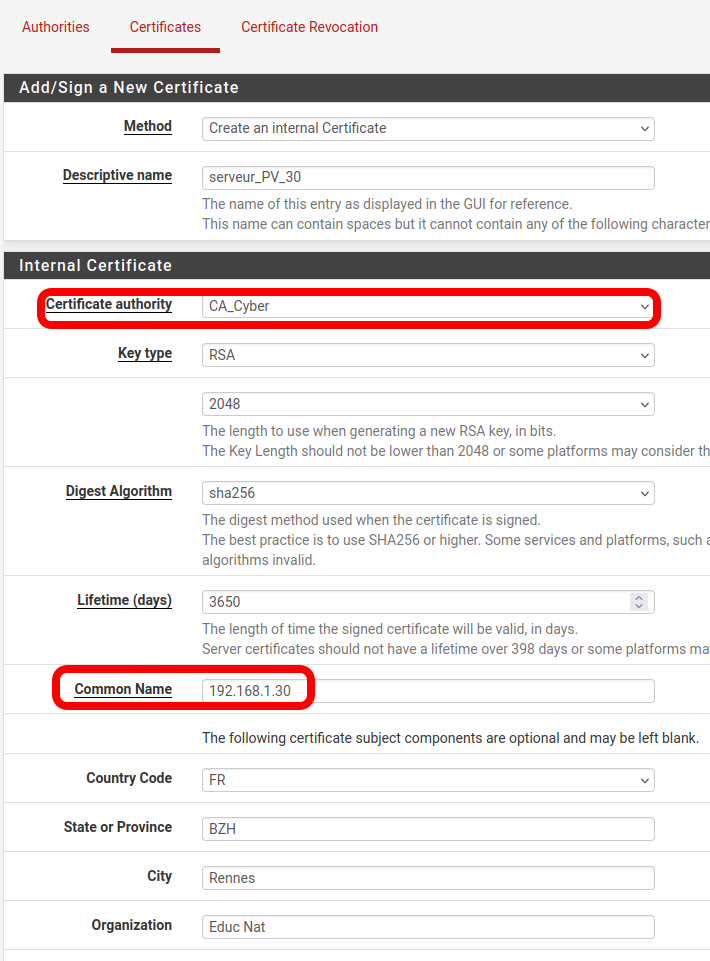 Authorities Certificates Certificate Revocation
Add/Sign a New Certificate
Method Create an internal Certificate
Descriptive name serveur_PV_30
The name of this entry as displayed in the GUI for reference.
This name can contain spaces but it cannot contain any of the following character
Internal Certificate
Certificate authority CA_Cyber
Key type RSA
2048
The length to use when generating a new RSA key, in bits.
The Key Length should not be lower than 2048 or some platforms may consider th
Digest Algorithm sha256
The digest method used when the certificate is signed.
The best practice is to use SHA256 or higher. Some services and platforms, such a
algorithms invalid.
Lifetime (days) 3650
The length of time the signed certificate will be valid, in days.
Server certificates should not have a lifetime over 398 days or some platforms ma
Common Name 192.168.1.30
The following certificate subject components are optional and may be left blank.
Country Code FR
State or Province BZH
City Rennes
Organization Educ Nat